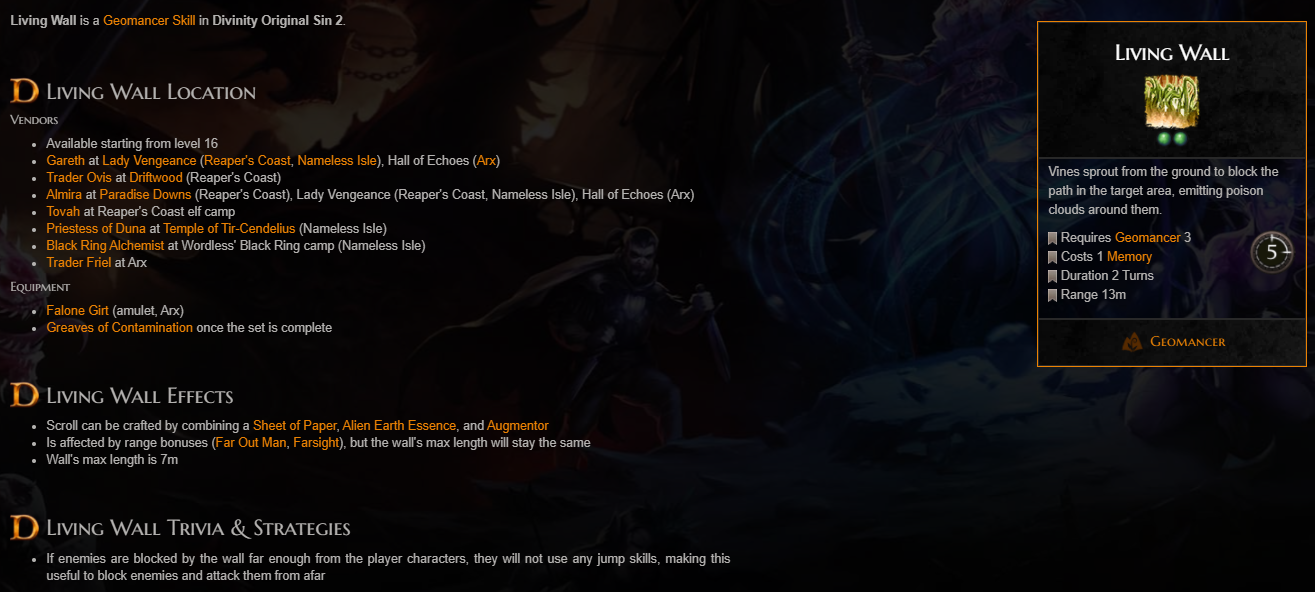 Living Wall is a Geomancer Skill in Divinity Original Sin 2.
Living Wall Location
Vendors
Available starting from level 16
Gareth at Lady Vengeance (Reaper's Coast, Nameless Isle), Hall of Echoes (Arx)
Trader Ovis at Driftwood (Reaper's Coast)
Almira at Paradise Downs (Reaper's Coast), Lady Vengeance (Reaper's Coast, Nameless Isle), Hall of Echoes (Arx)
Tovah at Reaper's Coast elf camp
Priestess of Duna at Temple of Tir-Cendelius (Nameless Isle)
Black Ring Alchemist at Wordless' Black Ring camp (Nameless Isle)
Trader Friel at Arx
Equipment
Falone Girt (amulet, Arx)
Greaves of Contamination once the set is complete
Living Wall Effects
Scroll can be crafted by combining a Sheet of Paper, Alien Earth Essence, and Augmentor
Is affected by range bonuses (Far Out Man, Farsight), but the wall's max length will stay the same
Wall's max length is 7m
Living Wall Trivia & Strategies
If enemies are blocked by the wall far enough from the player characters, they will not use any jump skills, making this
useful to block enemies and attack them from afar
Living Wall
Vines sprout from the ground to block the
path in the target area, emitting poison
clouds around them.
Requires Geomancer 3
Costs 1 Memory
Duration 2 Turns
Range 13m
5
Geomancer